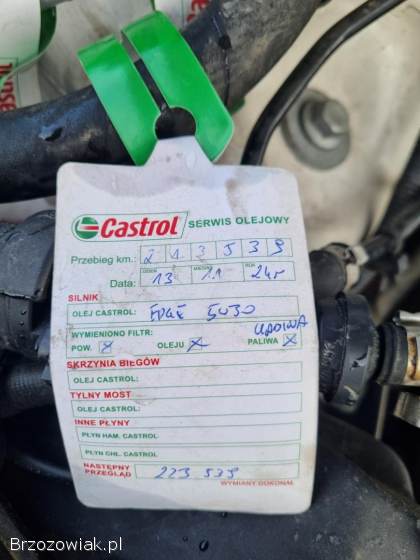 Castrol SERWIS OLEJOWY
Przebieg km.: 2 1 3 5 3 9
DZIEŃ MIESIĄC ROK
Data: 13 11 24r
SILNIK
OLEJ CASTROL: EDGE 5W30
WYMIENIONO FILTR:
POW. X OLEJU X PALIWA X
SKRZYNIA BIEGÓW
OLEJ CASTROL:
TYLNY MOST
OLEJ CASTROL:
INNE PŁYNY
PŁYN HAM. CASTROL
PŁYN CHŁ. CASTROL
NASTĘPNY PRZEGLĄD 223 539
WYMIANY DOKONAŁ
Brzozowiak.pl